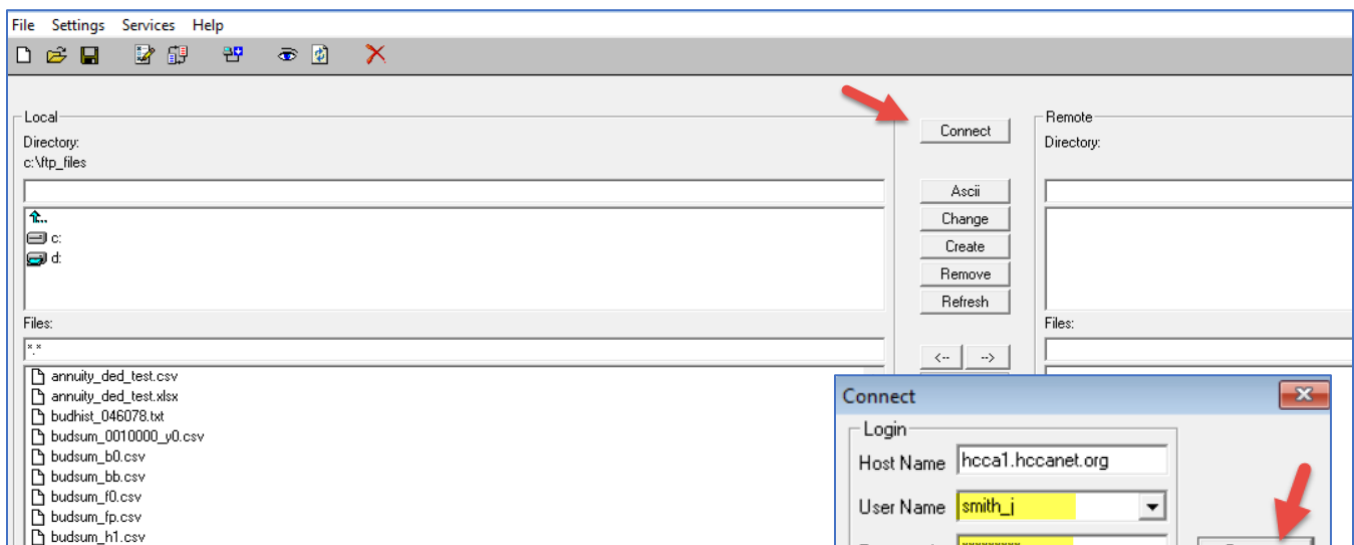 File Settings Services Help
Local
Directory:
c:\ftp_files
c:
d:
Files:
*.*
annuity_ded_test.csv
annuity_ded_test.xlsx
budhist_046078.txt
budsum_0010000_y0.csv
budsum_b0.csv
budsum_bb.csv
budsum_f0.csv
budsum_fp.csv
budsum_h1.csv
Connect
Ascii
Change
Create
Remove
Refresh
<-- -->
Remote
Directory:
Files:
Connect
Login
Host Name hcca1.hccanet.org
User Name smith_j